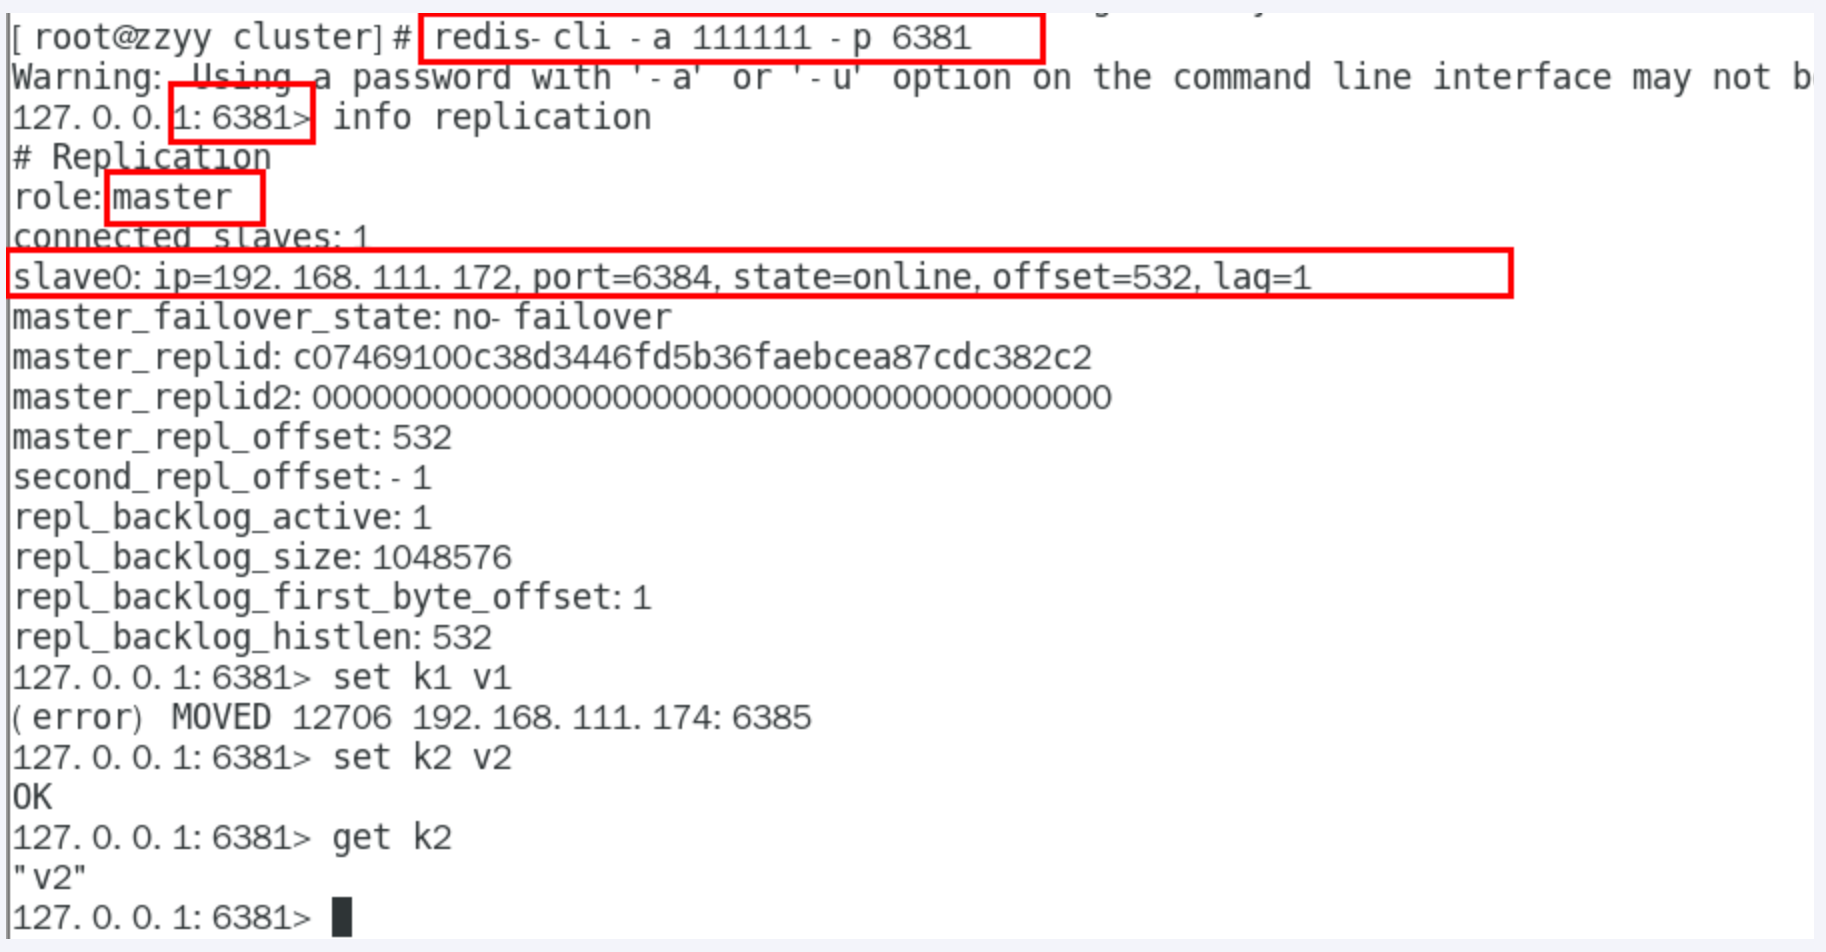 [root@zzyy cluster]# redis-cli -a 111111 -p 6381
Warning: Using a password with '-a' or '-u' option on the command line interface may not
127.0.0.1:6381> info replication
# Replication
role:master
connected_slaves:1
slave0:ip=192.168.111.172,port=6384,state=online,offset=532,lag=1
master_failover_state:no-failover
master_replid:c07469100c38d3446fd5b36faebcea87cdc382c2
master_replid2:0000000000000000000000000000000000000000
master_repl_offset:532
second_repl_offset:-1
repl_backlog_active:1
repl_backlog_size:1048576
repl_backlog_first_byte_offset:1
repl_backlog_histlen:532
127.0.0.1:6381> set k1 v1
(error) MOVED 12706 192.168.111.174:6385
127.0.0.1:6381> set k2 v2
OK
127.0.0.1:6381> get k2
"v2"
127.0.0.1:6381>